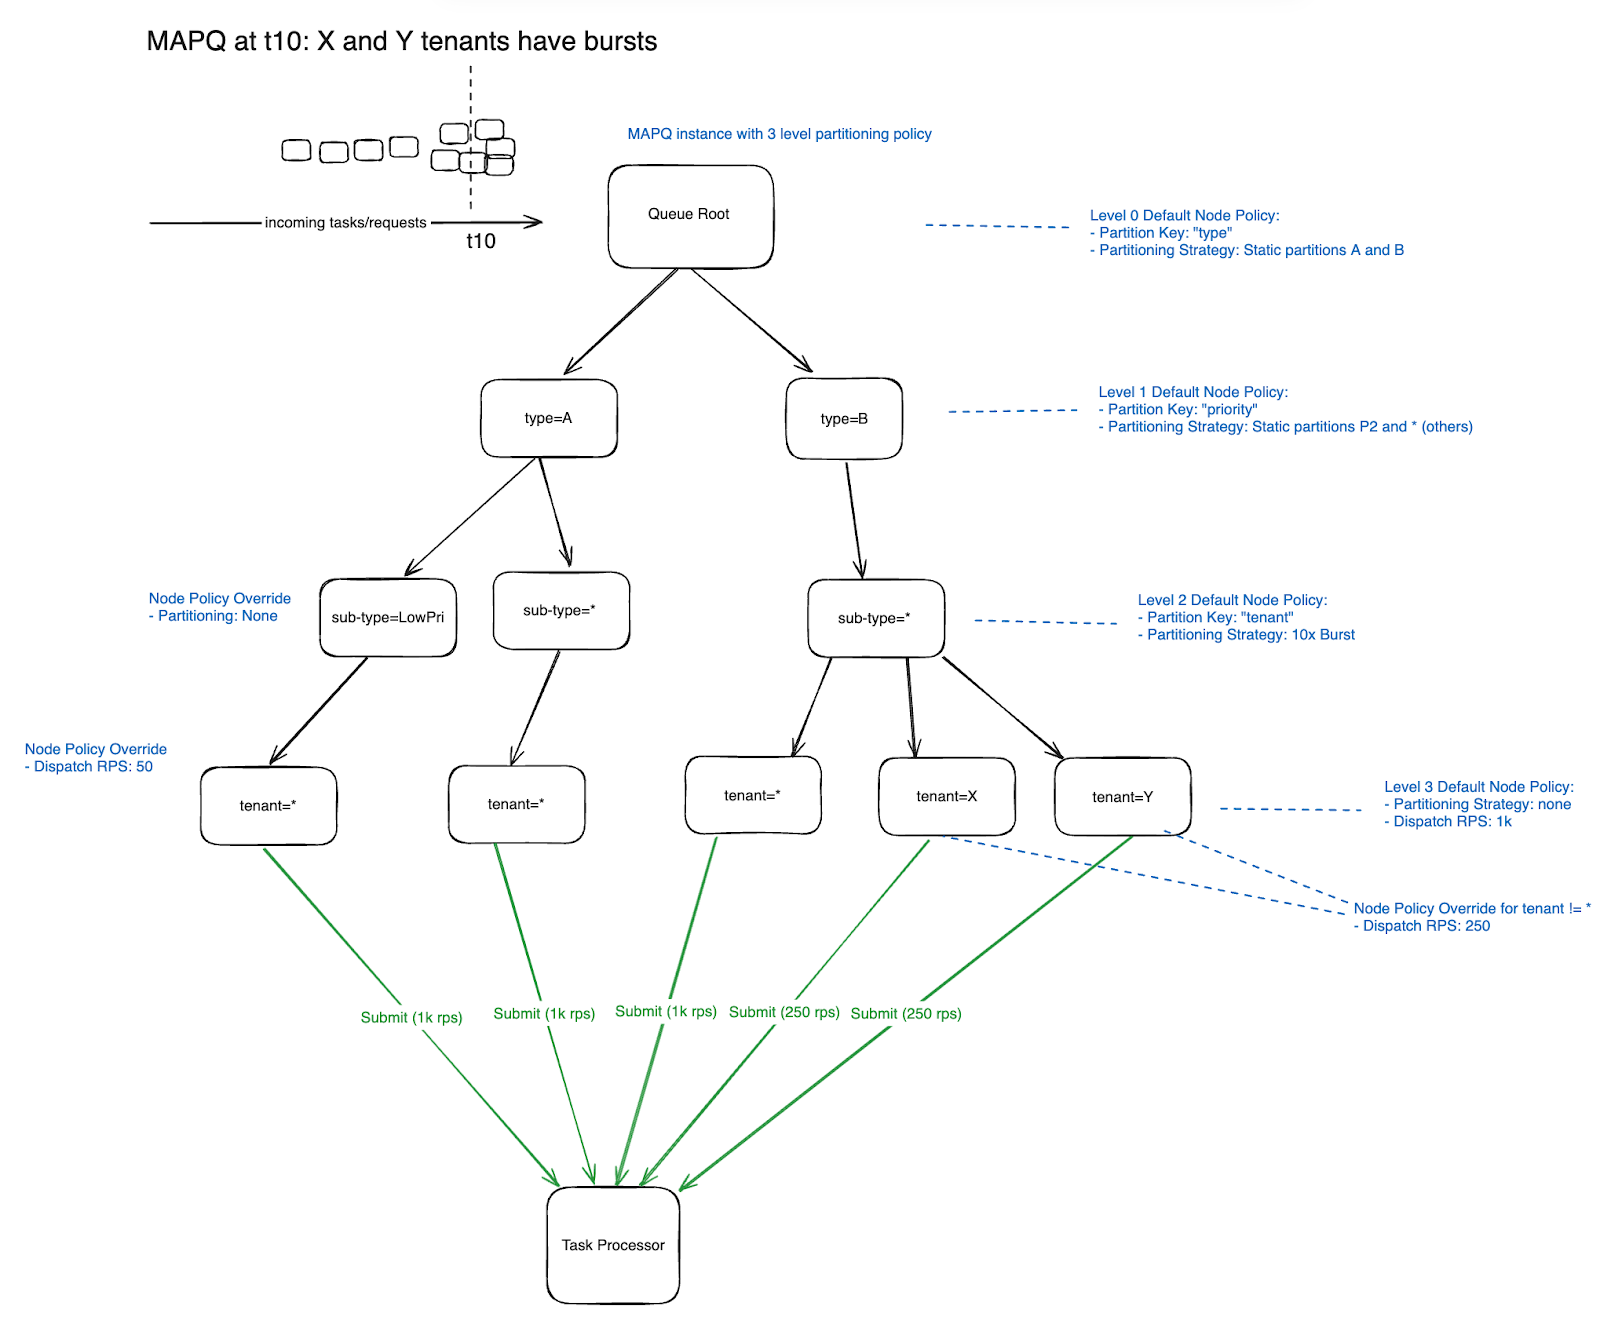 MAPQ at t10: X and Y tenants have bursts
MAPQ instance with 3 level partitioning policy
incoming tasks/requests
t10
Queue Root
Level 0 Default Node Policy:
- Partition Key: "type"
- Partitioning Strategy: Static partitions A and B
type=A
type=B
Level 1 Default Node Policy:
- Partition Key: "priority"
- Partitioning Strategy: Static partitions P2 and * (others)
Node Policy Override
- Partitioning: None
sub-type=LowPri
sub-type=*
sub-type=*
Level 2 Default Node Policy:
- Partition Key: "tenant"
- Partitioning Strategy: 10x Burst
Node Policy Override
- Dispatch RPS: 50
tenant=*
tenant=*
tenant=*
tenant=X
tenant=Y
Level 3 Default Node Policy:
- Partitioning Strategy: none
- Dispatch RPS: 1k
Node Policy Override for tenant != *
- Dispatch RPS: 250
Submit (1k rps)
Submit (1k rps)
Submit (1k rps)
Submit (250 rps)
Submit (250 rps)
Task Processor